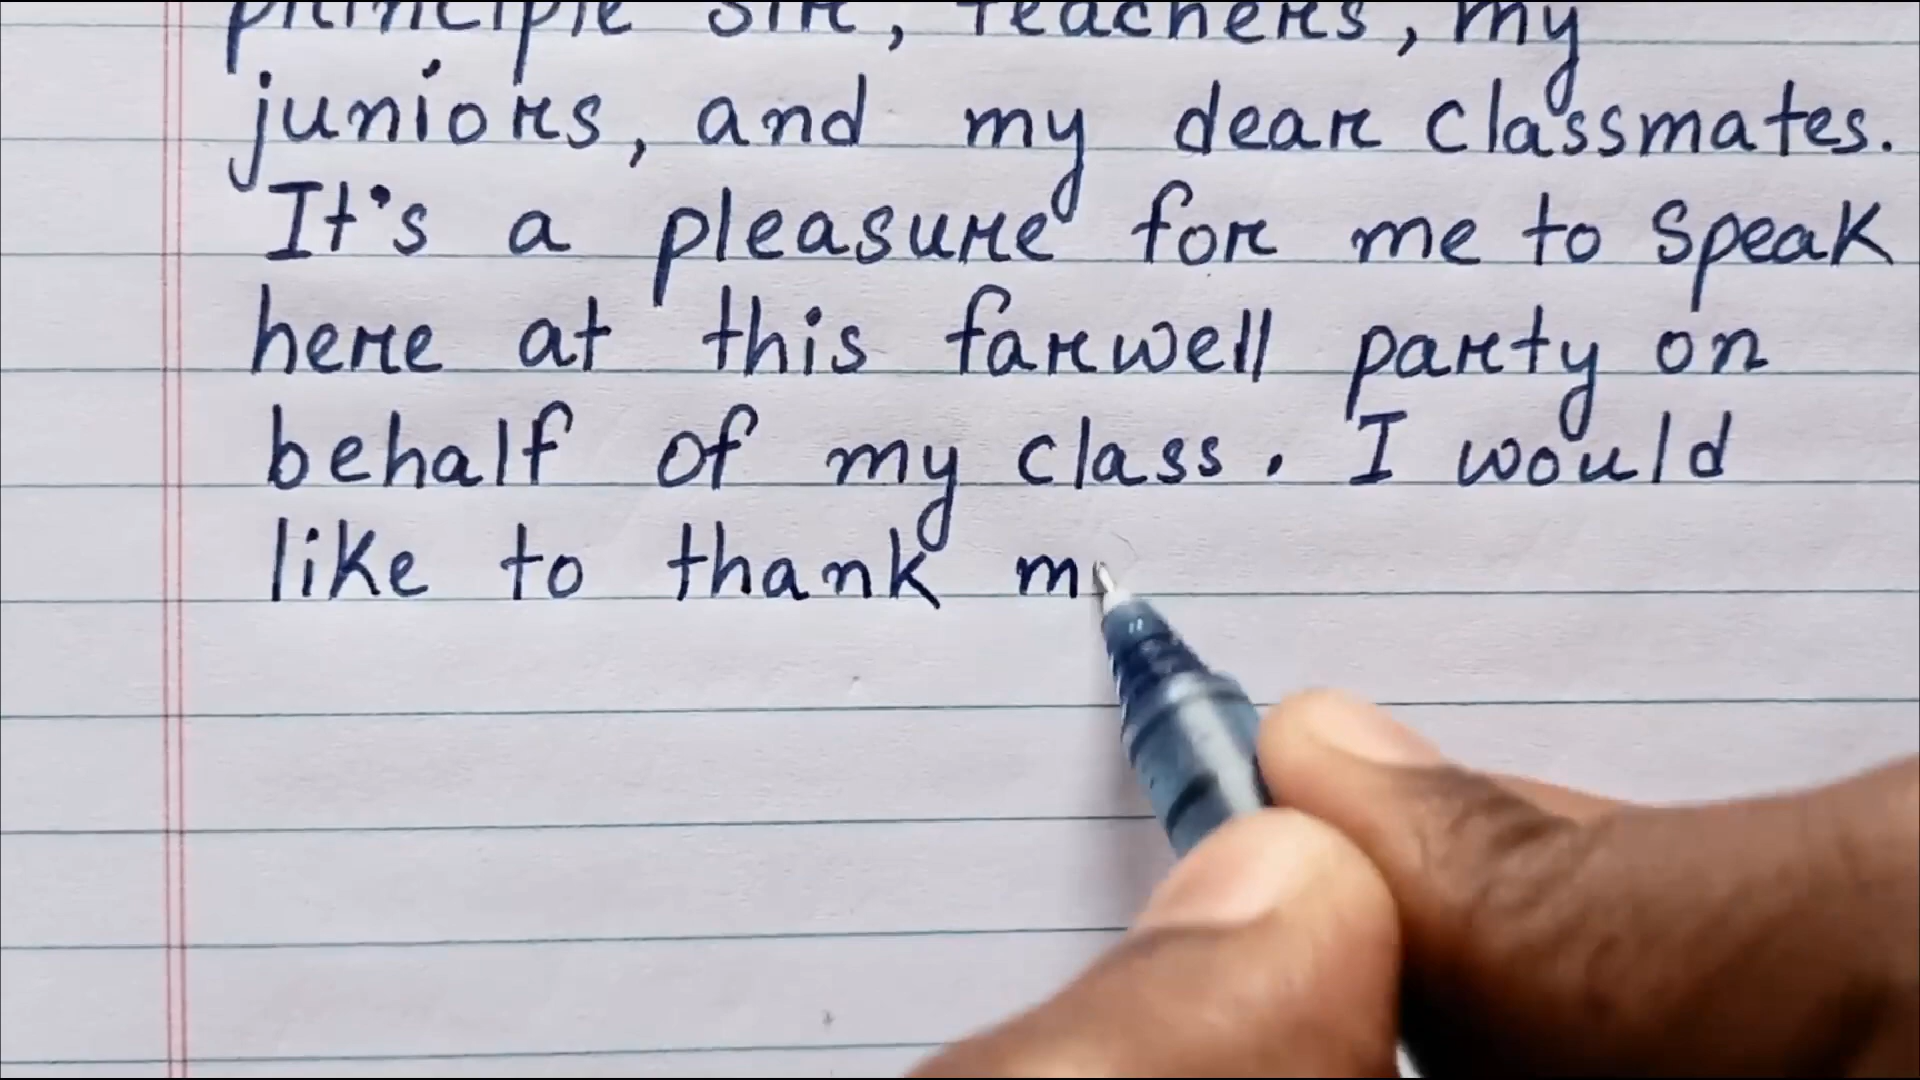 principle sir, teachers, my
juniors, and my dear classmates.
It's a pleasure for me to speak
here at this farwell party on
behalf of my class. I would
like to thank m